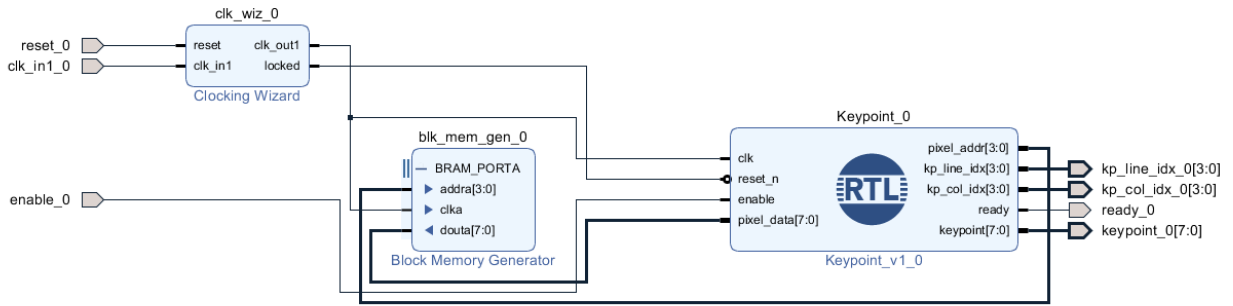 clk_wiz_0
reset_0
clk_in1_0
reset
clk_in1
clk_out1
locked
Clocking Wizard
enable_0
blk_mem_gen_0
BRAM_PORTA
addra[3:0]
clka
douta[7:0]
Block Memory Generator
Keypoint_0
clk
reset_n
enable
pixel_data[7:0]
RTL
pixel_addr[3:0]
kp_line_idx[3:0]
kp_col_idx[3:0]
ready
keypoint[7:0]
Keypoint_v1_0
kp_line_idx_0[3:0]
kp_col_idx_0[3:0]
ready_0
keypoint_0[7:0]